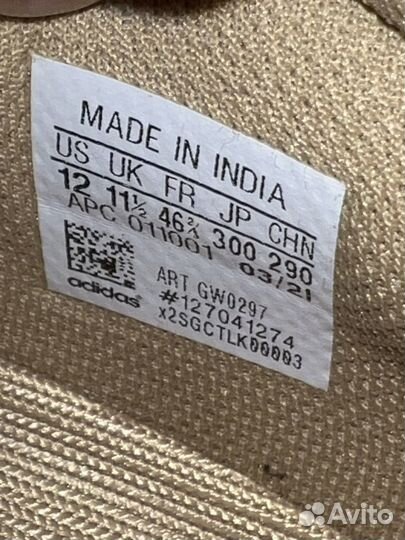 MADE IN INDIA
US UK FR JP CHN
12 11½ 46⅔ 300 290
APC 011001 03/21
ART GW0297
#127041274
x2SGCTLK00003
adidas
Avito